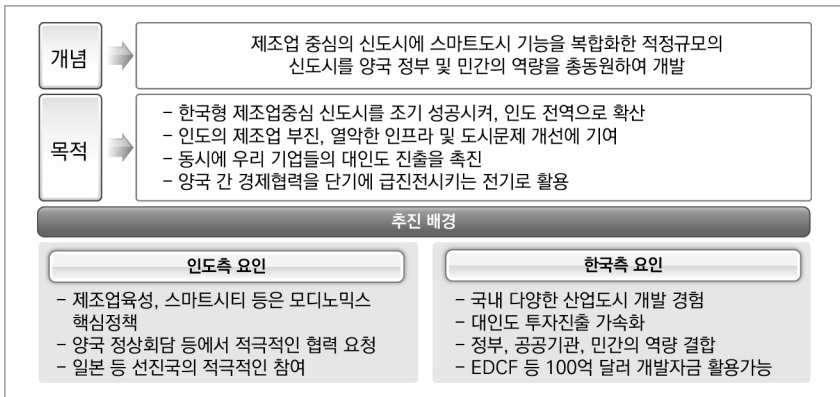 개념
제조업 중심의 신도시에 스마트도시 기능을 복합화한 적정규모의
신도시를 양국 정부 및 민간의 역량을 총동원하여 개발
목적
- 한국형 제조업중심 신도시를 조기 성공시켜, 인도 전역으로 확산
- 인도의 제조업 부진, 열악한 인프라 및 도시문제 개선에 기여
- 동시에 우리 기업들의 대인도 진출을 촉진
- 양국 간 경제협력을 단기에 급진전시키는 전기로 활용
추진 배경
인도측 요인
- 제조업육성, 스마트시티 등은 모디노믹스
핵심정책
- 양국 정상회담 등에서 적극적인 협력 요청
- 일본 등 선진국의 적극적인 참여
한국측 요인
- 국내 다양한 산업도시 개발 경험
- 대인도 투자진출 가속화
- 정부, 공공기관, 민간의 역량 결합
- EDCF 등 100억 달러 개발자금 활용가능